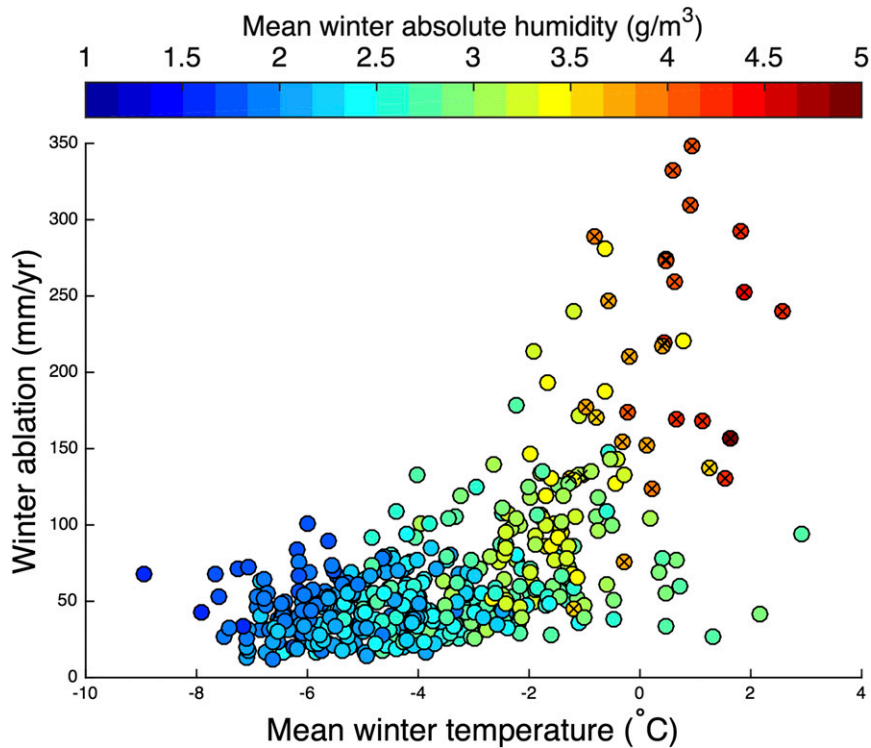 Mean winter absolute humidity (g/m³)
1 1.5 2 2.5 3 3.5 4 4.5 5
350
300
250
200
150
100
50
0
Winter ablation (mm/yr)
-10 -8 -6 -4 -2 0 2 4
Mean winter temperature (°C)